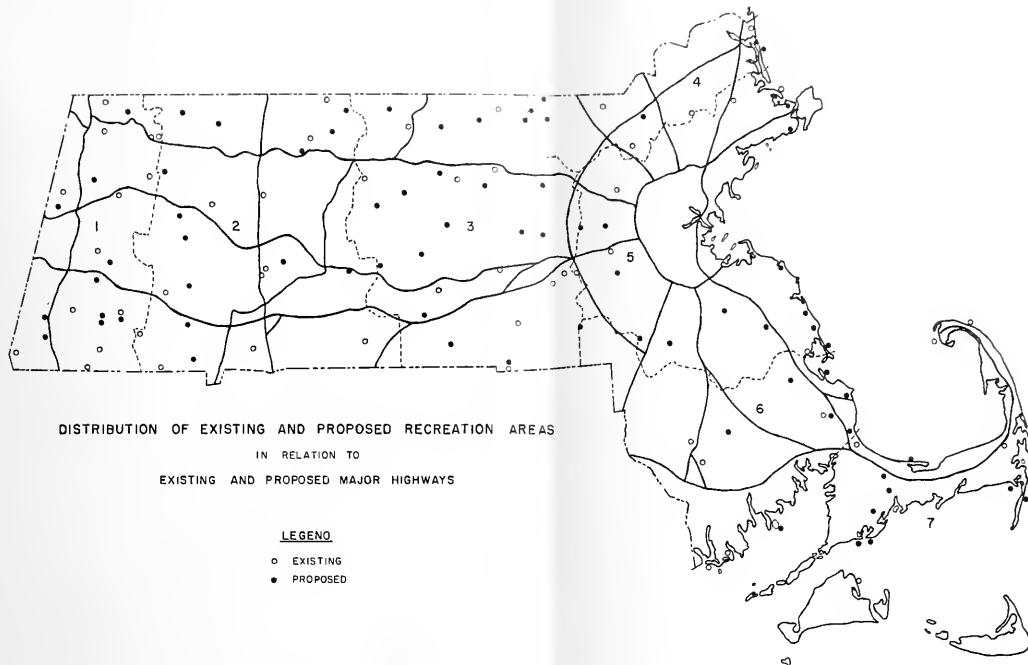 4
1
2
3
5
6
7
DISTRIBUTION OF EXISTING AND PROPOSED RECREATION AREAS
IN RELATION TO
EXISTING AND PROPOSED MAJOR HIGHWAYS
LEGEND
EXISTING
PROPOSED